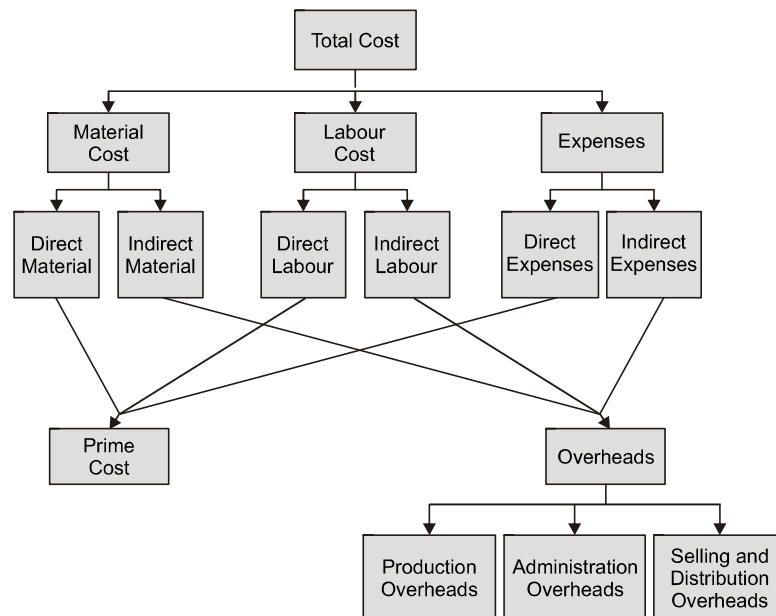 Total Cost
Material
Cost
Labour
Cost
Expenses
Direct
Material
Indirect
Material
Direct
Labour
Indirect
Labour
Direct
Expenses
Indirect
Expenses
Prime
Cost
Overheads
Production
Overheads
Administration
Overheads
Selling and
Distribution
Overheads